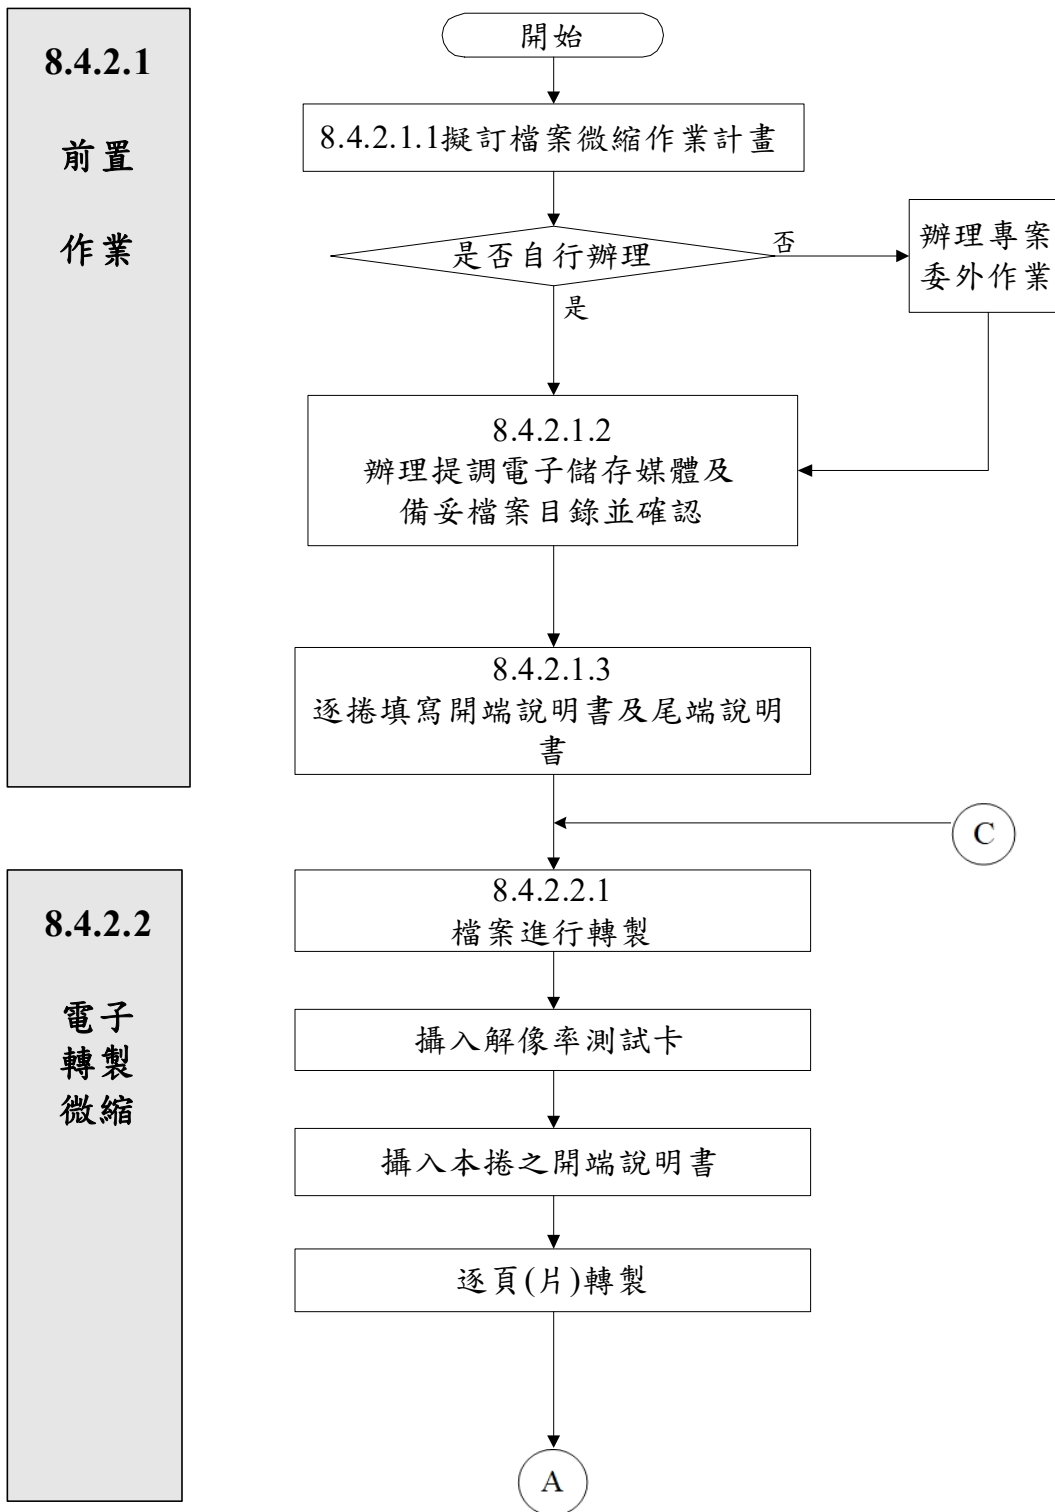 8.4.2.1
前置
作業
開始
8.4.2.1.1擬訂檔案微縮作業計畫
是否自行辦理
否
辦理專案
委外作業
是
8.4.2.1.2
辦理提調電子儲存媒體及
備妥檔案目錄並確認
8.4.2.1.3
逐捲填寫開端說明書及尾端說明
書
C
8.4.2.2
電子
轉製
微縮
8.4.2.2.1
檔案進行轉製
攝入解像率測試卡
攝入本捲之開端說明書
逐頁(片)轉製
A